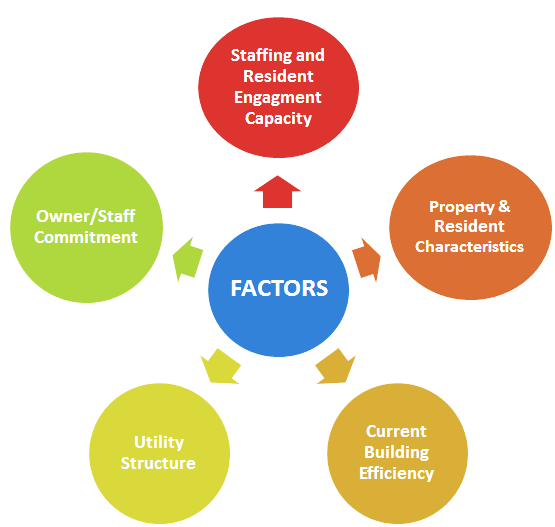 Staffing and
Resident
Engagment
Capacity
Owner/Staff
Commitment
Property &
Resident
Characteristics
FACTORS
Utility
Structure
Current
Building
Efficiency